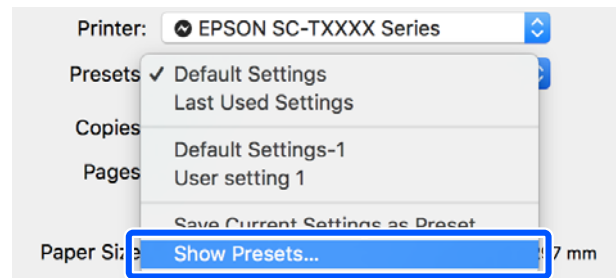 Printer: EPSON SC-TXXXX Series
Presets ✓ Default Settings
Last Used Settings
Copies
Default Settings-1
Pages User setting 1
Save Current Settings as Preset
Paper Size Show Presets... 7 mm